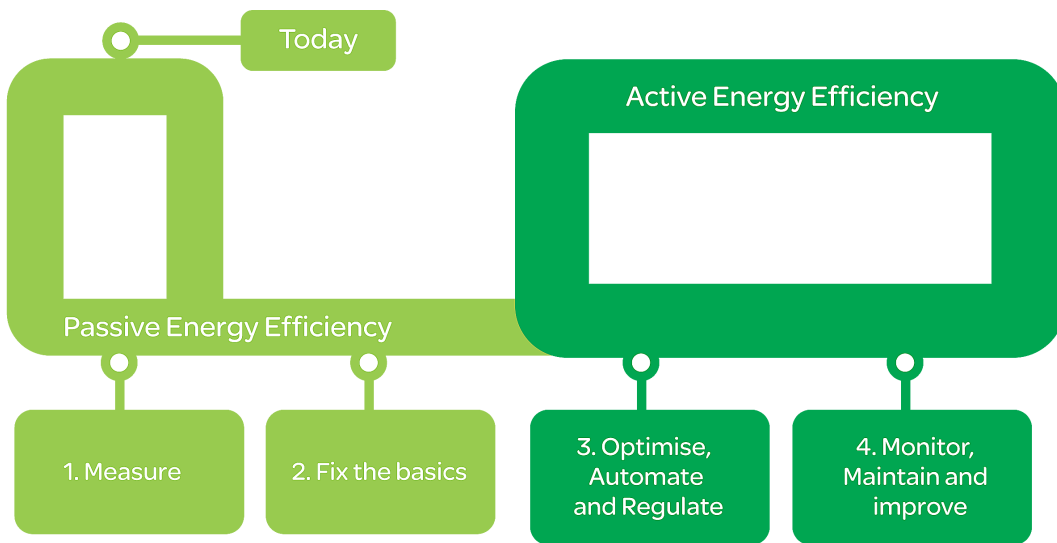 Today
Active Energy Efficiency
Passive Energy Efficiency
1. Measure
2. Fix the basics
3. Optimise,
Automate
and Regulate
4. Monitor,
Maintain and
improve